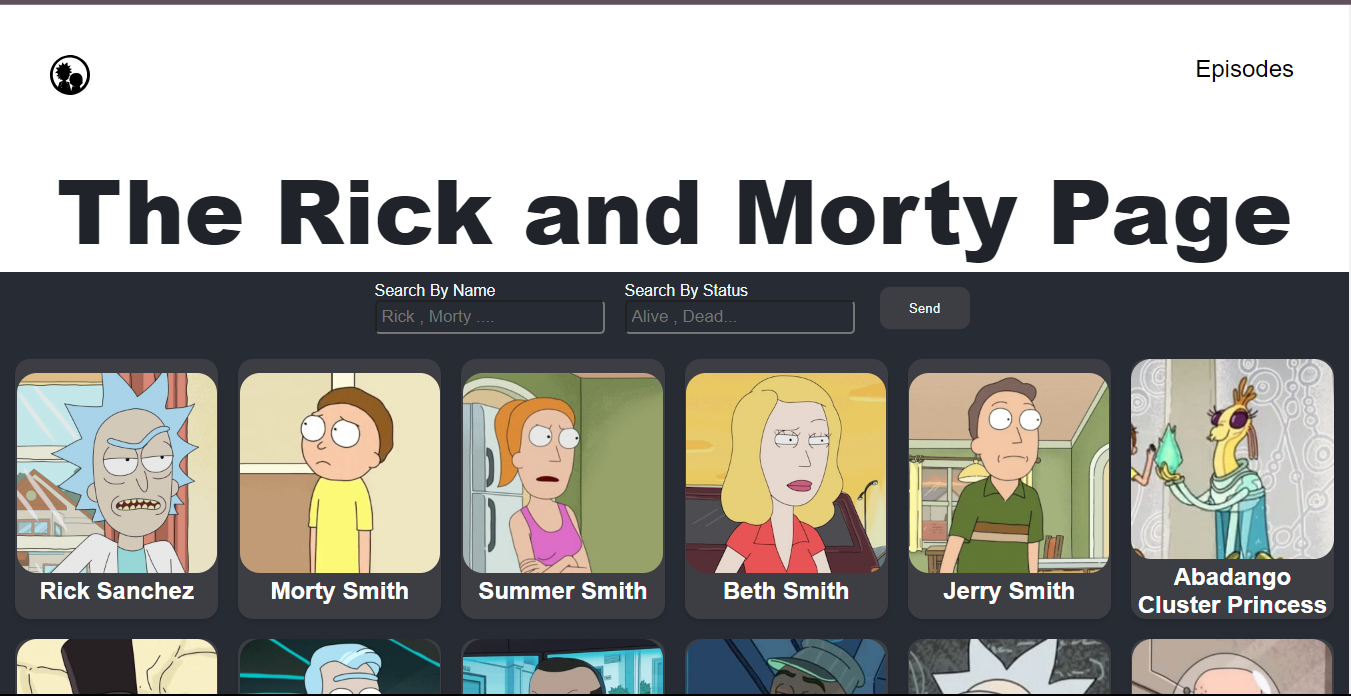 Episodes
The Rick and Morty Page
Search By Name
Search By Status
Rick , Morty ....
Alive , Dead...
Send
Rick Sanchez
Morty Smith
Summer Smith
Beth Smith
Jerry Smith
Abadango
Cluster Princess